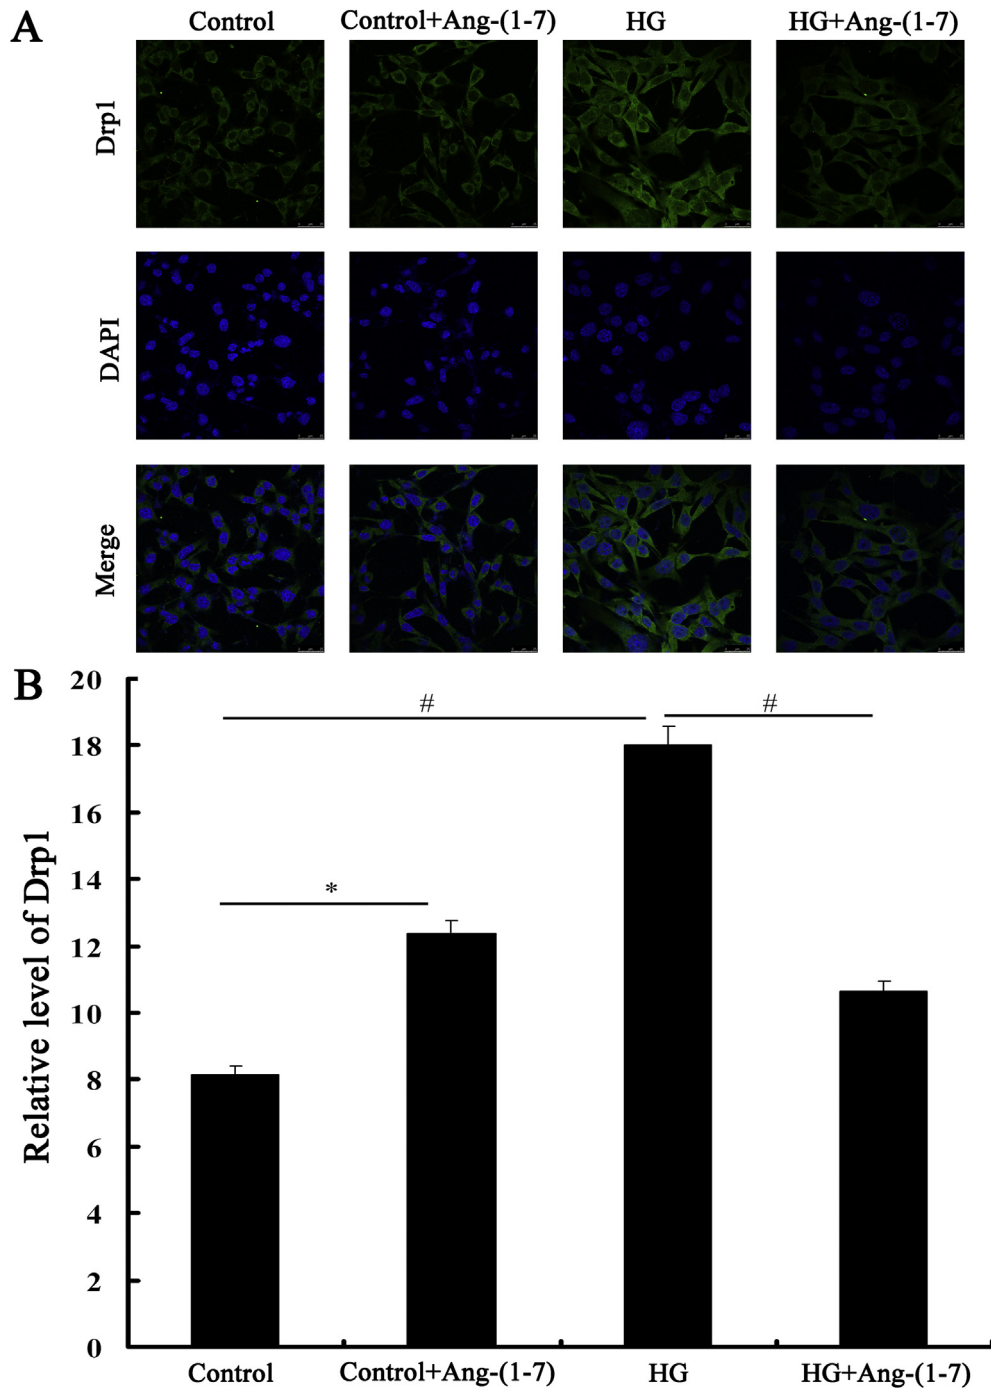 A
Control Control+Ang-(1-7) HG HG+Ang-(1-7)
Drp1
DAPI
Merge
B
Relative level of Drp1
20
18
16
14
12
10
8
6
4
2
0
# #
*
Control Control+Ang-(1-7) HG HG+Ang-(1-7)